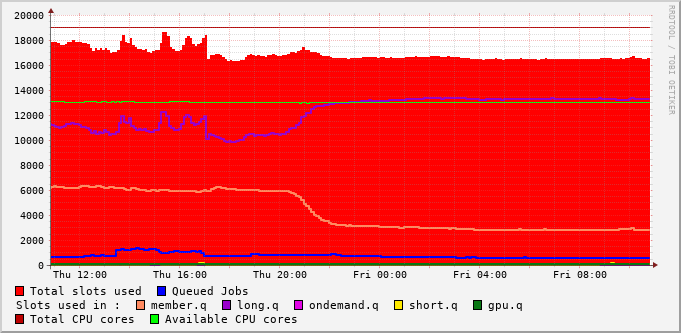 20000
18000
16000
14000
12000
10000
8000
6000
4000
2000
0
Thu 12:00 Thu 16:00 Thu 20:00 Fri 00:00 Fri 04:00 Fri 08:00
RRDTOOL / TOBI OETIKER
Total slots used Queued Jobs
Slots used in : member.q long.q ondemand.q short.q gpu.q
Total CPU cores Available CPU cores